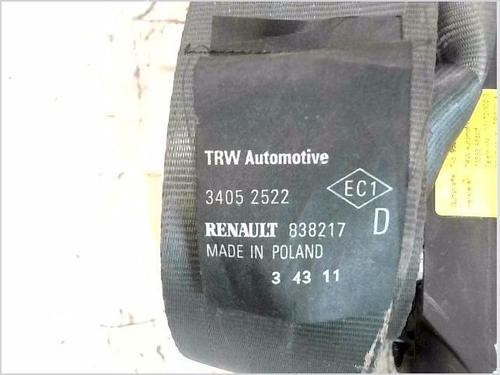 TRW Automotive
3405 2522
EC1
RENAULT 838217 D
MADE IN POLAND
3 43 11